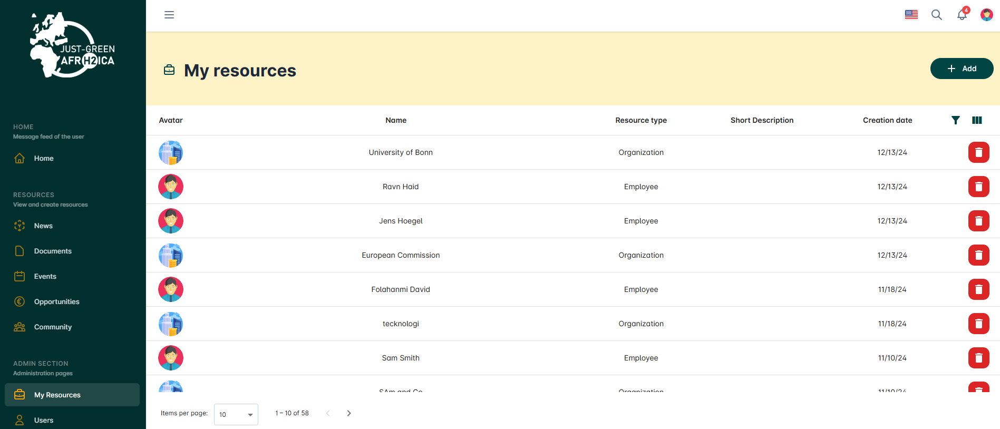 JUST-GREEN
AFRH2ICA
4
My resources
Add
HOME
Message feed of the user
Home
RESOURCES
View and create resources
News
Documents
Events
Opportunities
Community
ADMIN SECTION
Administration pages
My Resources
Users
Avatar Name Resource type Short Description Creation date
University of Bonn Organization 12/13/24
Ravn Haid Employee 12/13/24
Jens Hoegel Employee 12/13/24
European Commission Organization 12/13/24
Folahanmi David Employee 11/18/24
tecknologi Organization 11/18/24
Sam Smith Employee 11/10/24
SAm and Co Organization 11/10/24
Items per page: 10 1 – 10 of 58